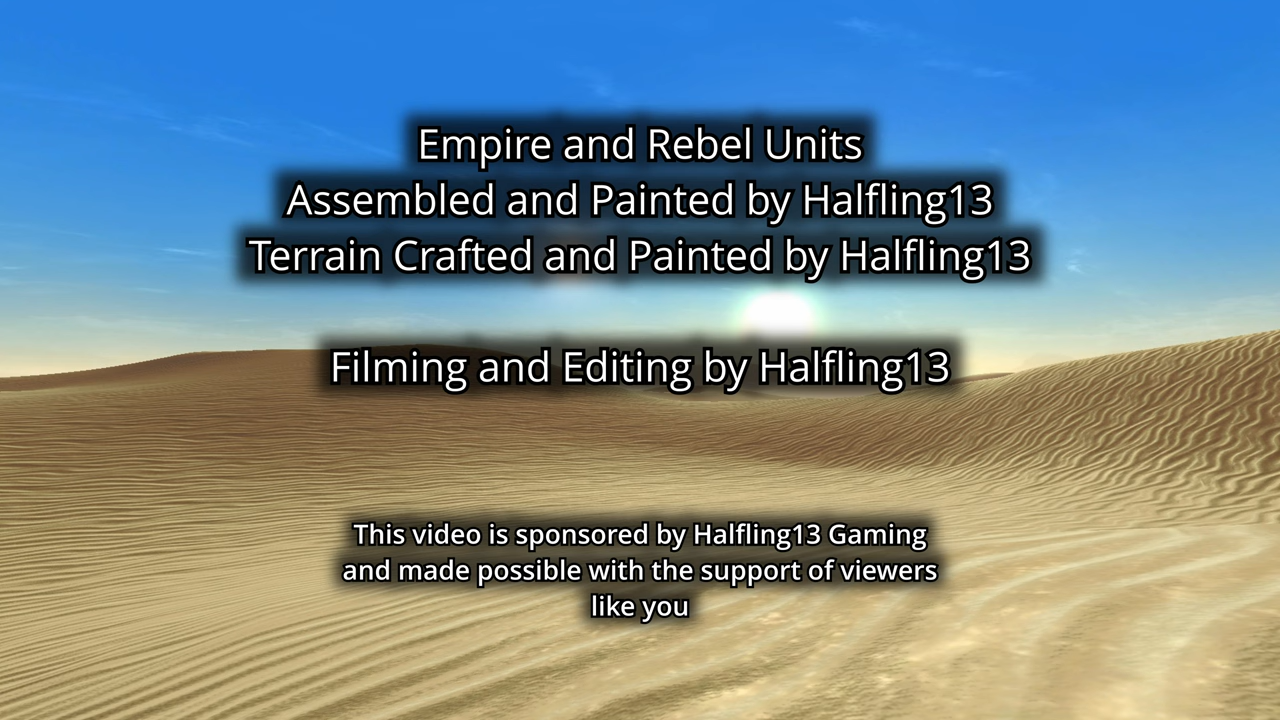 Empire and Rebel Units
Assembled and Painted by Halfling13
Terrain Crafted and Painted by Halfling13
Filming and Editing by Halfling13
This video is sponsored by Halfling13 Gaming
and made possible with the support of viewers
like you